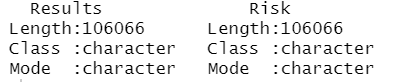 Results Risk
Length:106066 Length:106066
Class :character Class :character
Mode :character Mode :character